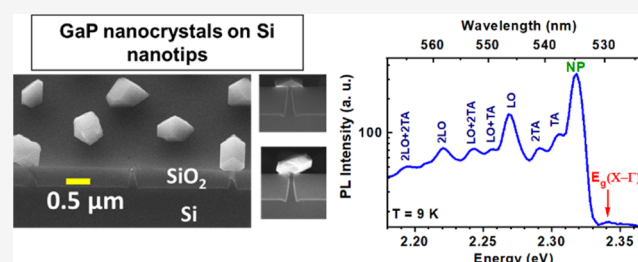 GaP nanocrystals on Si
nanotips
SiO2
0.5 μm
Si
Wavelength (nm)
560 550 540 530
PL Intensity (a. u.)
100
2LO+2TA
2LO
LO+2TA
LO+TA
LO
2TA
TA
NP
Eg(X–Γ)
T = 9 K
2.20 2.25 2.30 2.35
Energy (eV)